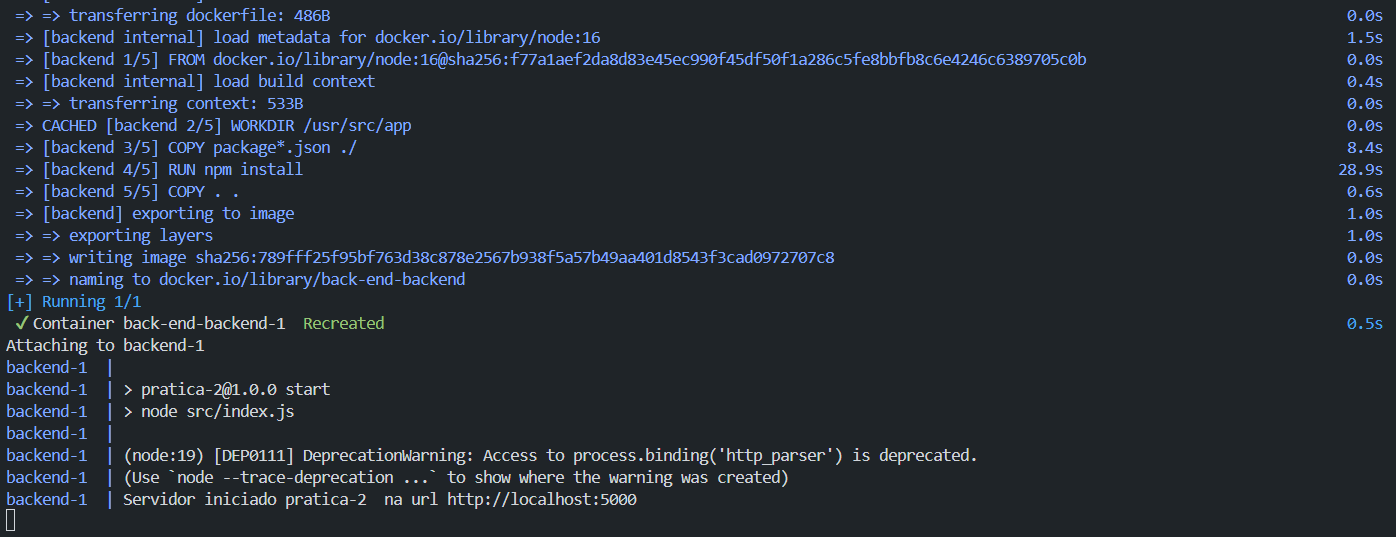 => => transferring dockerfile: 486B 0.0s
=> [backend internal] load metadata for docker.io/library/node:16 1.5s
=> [backend 1/5] FROM docker.io/library/node:16@sha256:f77a1aef2da8d83e45ec990f45df50f1a286c5fe8bbfb8c6e4246c6389705c0b 0.0s
=> [backend internal] load build context 0.4s
=> => transferring context: 533B 0.0s
=> CACHED [backend 2/5] WORKDIR /usr/src/app 0.0s
=> [backend 3/5] COPY package*.json ./ 8.4s
=> [backend 4/5] RUN npm install 28.9s
=> [backend 5/5] COPY . . 0.6s
=> [backend] exporting to image 1.0s
=> => exporting layers 1.0s
=> => writing image sha256:789fff25f95bf763d38c878e2567b938f5a57b49aa401d8543f3cad0972707c8 0.0s
=> => naming to docker.io/library/back-end-backend 0.0s
[+] Running 1/1
✓ Container back-end-backend-1 Recreated 0.5s
Attaching to backend-1
backend-1 |
backend-1 | > pratica-2@1.0.0 start
backend-1 | > node src/index.js
backend-1 |
backend-1 | (node:19) [DEP0111] DeprecationWarning: Access to process.binding('http_parser') is deprecated.
backend-1 | (Use `node --trace-deprecation ...` to show where the warning was created)
backend-1 | Servidor iniciado pratica-2  na url http://localhost:5000